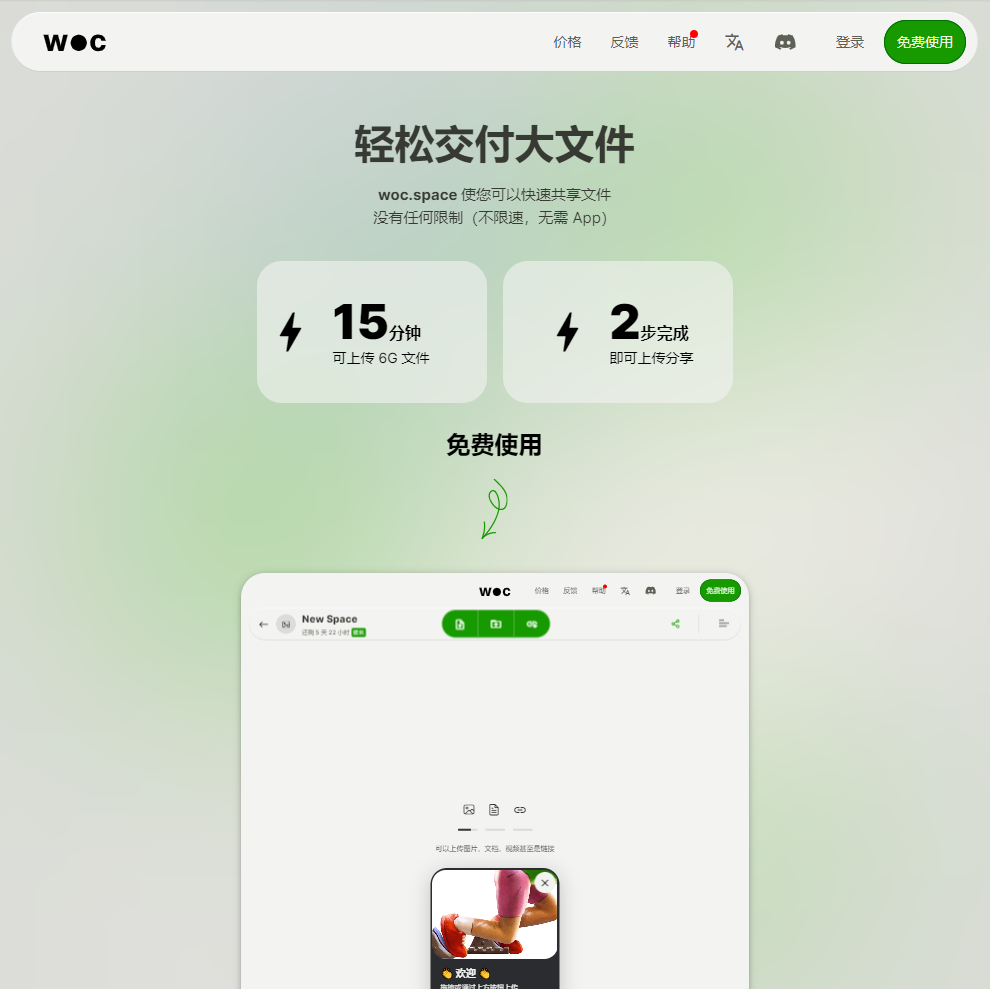 WOC
价格
反馈
帮助
登录
免费使用
轻松交付大文件
woc.space 使您可以快速共享文件
没有任何限制（不限速，无需 App）
15分钟
可上传 6G 文件
2步完成
即可上传分享
免费使用
WOC
价格
反馈
帮助
登录
免费使用
New Space
还剩 5 天 22 小时
可以上传图片、文档、视频甚至是链接
👏 欢迎 👏